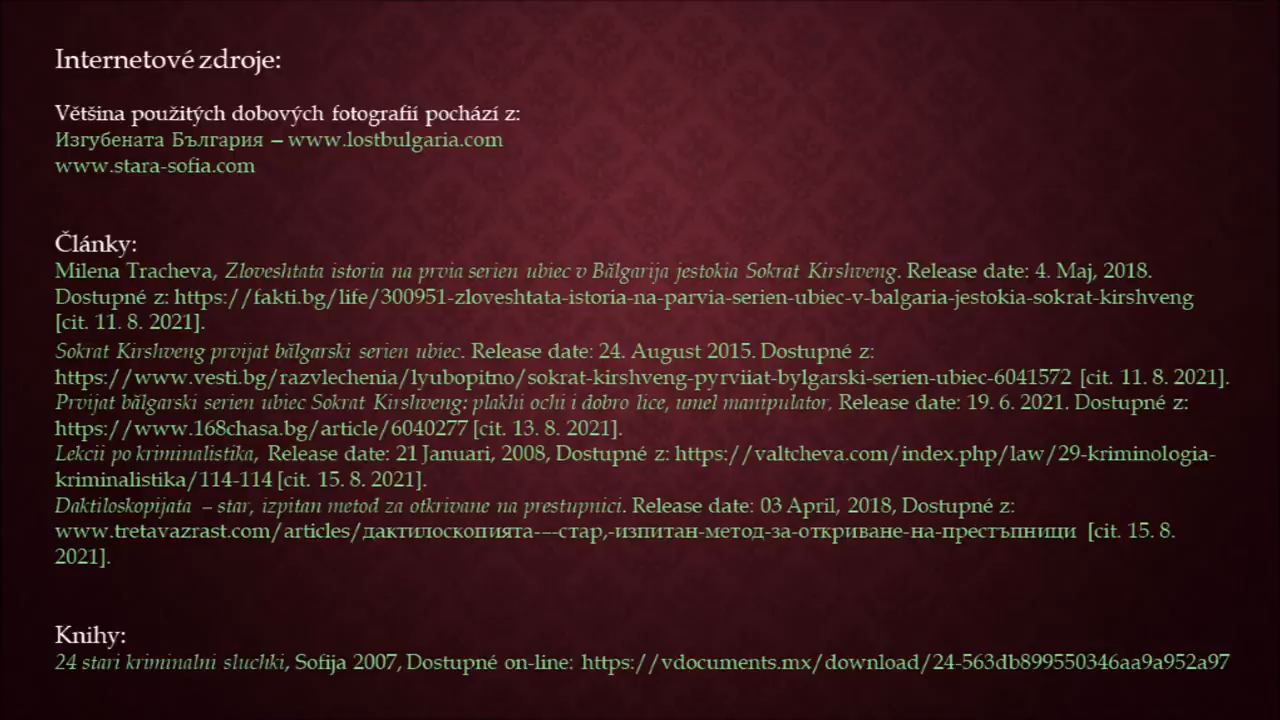 Internetové zdroje:
Většina použitých dobových fotografií pochází z:
Изгубената България – www.lostbulgaria.com
www.stara-sofia.com
Články:
Milena Tracheva, Zloveshtata istoria na prvia serien ubiec v Bălgarija jestokia Sokrat Kirshveng. Release date: 4. Maj, 2018.
Dostupné z: https://fakti.bg/life/300951-zloveshtata-istoria-na-parvia-serien-ubiec-v-balgaria-jestokia-sokrat-kirshveng
[cit. 11. 8. 2021].
Sokrat Kirshweng prvijat bălgarski serien ubiec. Release date: 24. August 2015. Dostupné z:
https://www.vesti.bg/razvlechenia/lyubopitno/sokrat-kirshveng-pyrviiat-bylgarski-serien-ubiec-6041572 [cit. 11. 8. 2021].
Prvijat bălgarski serien ubiec Sokrat Kirshweng: plakhi ochi i dobro lice, umel manipulator. Release date: 19. 6. 2021. Dostupné z:
https://www.168chasa.bg/article/6040277 [cit. 13. 8. 2021].
Lekcii po kriminalistika, Release date: 21 Januari, 2008, Dostupné z: https://valtcheva.com/index.php/law/29-kriminologia-
kriminalistika/114-114 [cit. 15. 8. 2021].
Daktiloskopijata – star, izpitan metod za otkrivane na prestupnici. Release date: 03 April, 2018, Dostupné z:
www.tretavazrast.com/articles/дактилоскопията---стар,-изпитан-метод-за-откриване-на-престъпници [cit. 15. 8.
2021].
Knihy:
24 stari kriminalni sluchki, Sofija 2007, Dostupné on-line: https://vdocuments.mx/download/24-563db899550346aa9a952a97